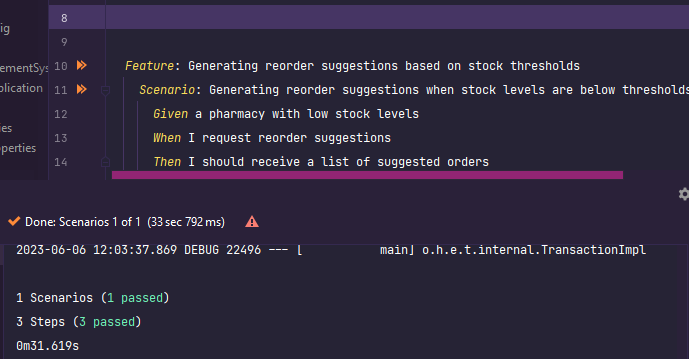 8
ig
9
ementSys
10 Feature: Generating reorder suggestions based on stock thresholds
plication
11 Scenario: Generating reorder suggestions when stock levels are below thresholds
12 Given a pharmacy with low stock levels
ies
13 When I request reorder suggestions
operties
14 Then I should receive a list of suggested orders
Done: Scenarios 1 of 1 (33 sec 792 ms)
2023-06-06 12:03:37.869 DEBUG 22496 --- [ main] o.h.e.t.internal.TransactionImpl
1 Scenarios (1 passed)
3 Steps (3 passed)
0m31.619s